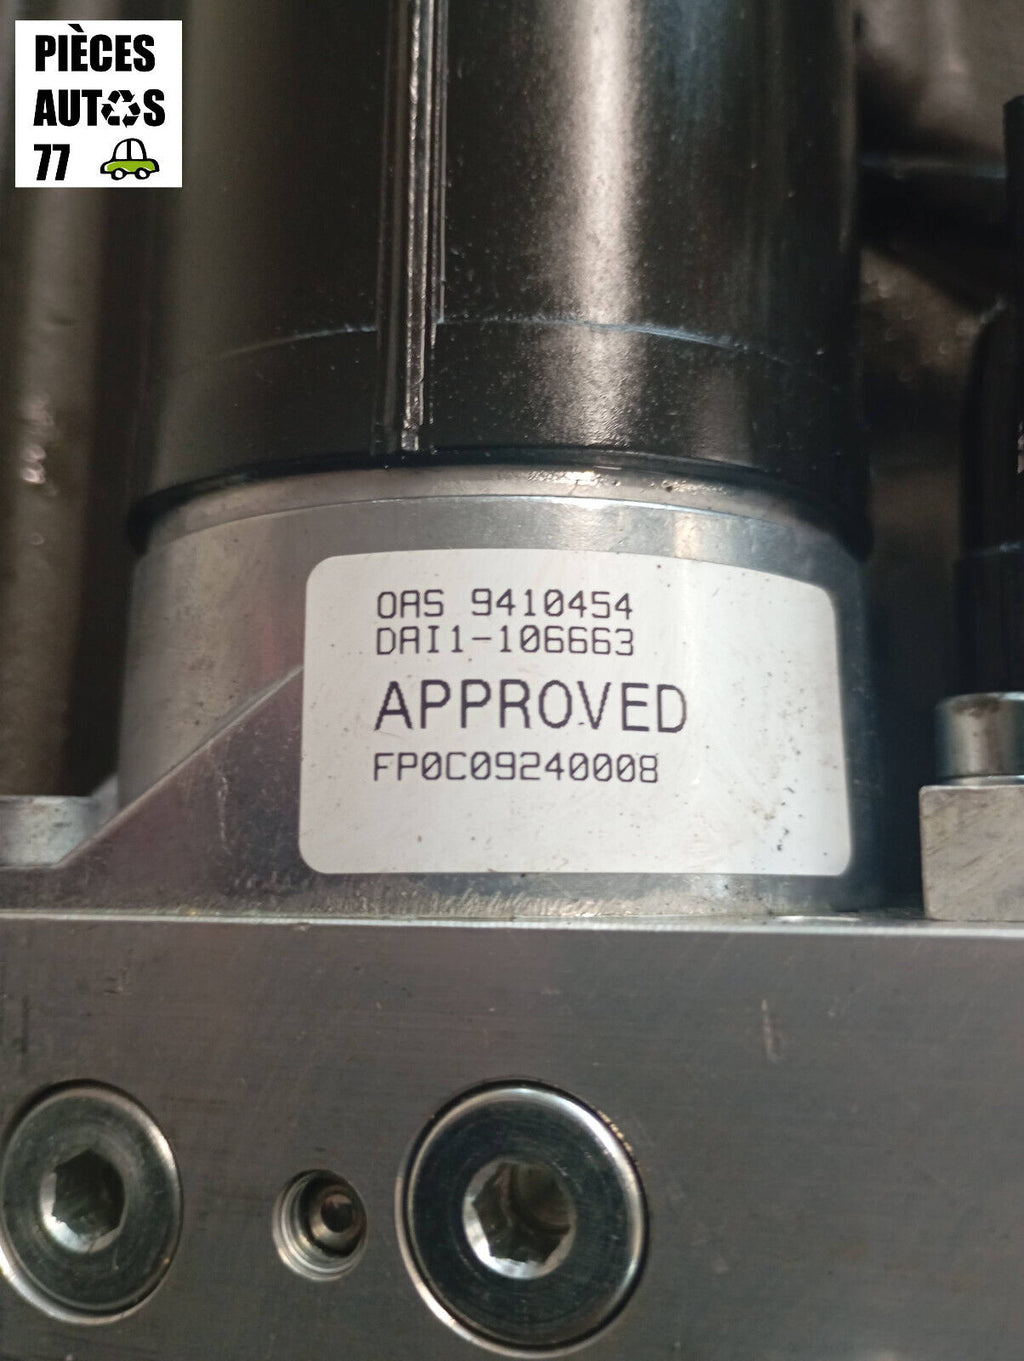 PIÈCES
AUTOS
77
OAS 9410454
DAI1-106663
APPROVED
FP0C09240008